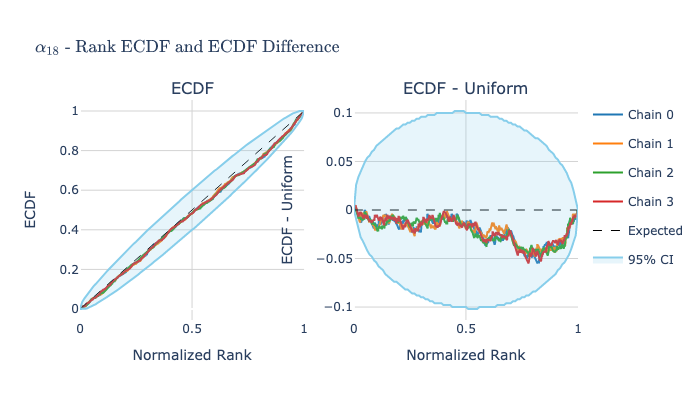 α₁₈ - Rank ECDF and ECDF Difference
ECDF
ECDF - Uniform
1
0.8
0.6
0.4
0.2
0
ECDF
0
0.5
1
Normalized Rank
0.1
0.05
0
−0.05
−0.1
ECDF - Uniform
0
0.5
1
Normalized Rank
Chain 0
Chain 1
Chain 2
Chain 3
Expected
95% CI